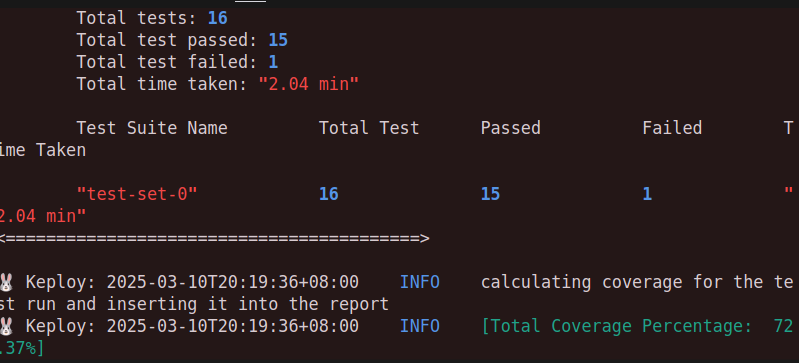 Total tests: 16
Total test passed: 15
Total test failed: 1
Total time taken: "2.04 min"
Test Suite Name Total Test Passed Failed T
ime Taken
"test-set-0" 16 15 1 "
2.04 min"
<=========================================>
🐰 Keploy: 2025-03-10T20:19:36+08:00 INFO calculating coverage for the te
st run and inserting it into the report
🐰 Keploy: 2025-03-10T20:19:36+08:00 INFO [Total Coverage Percentage: 72
.37%]